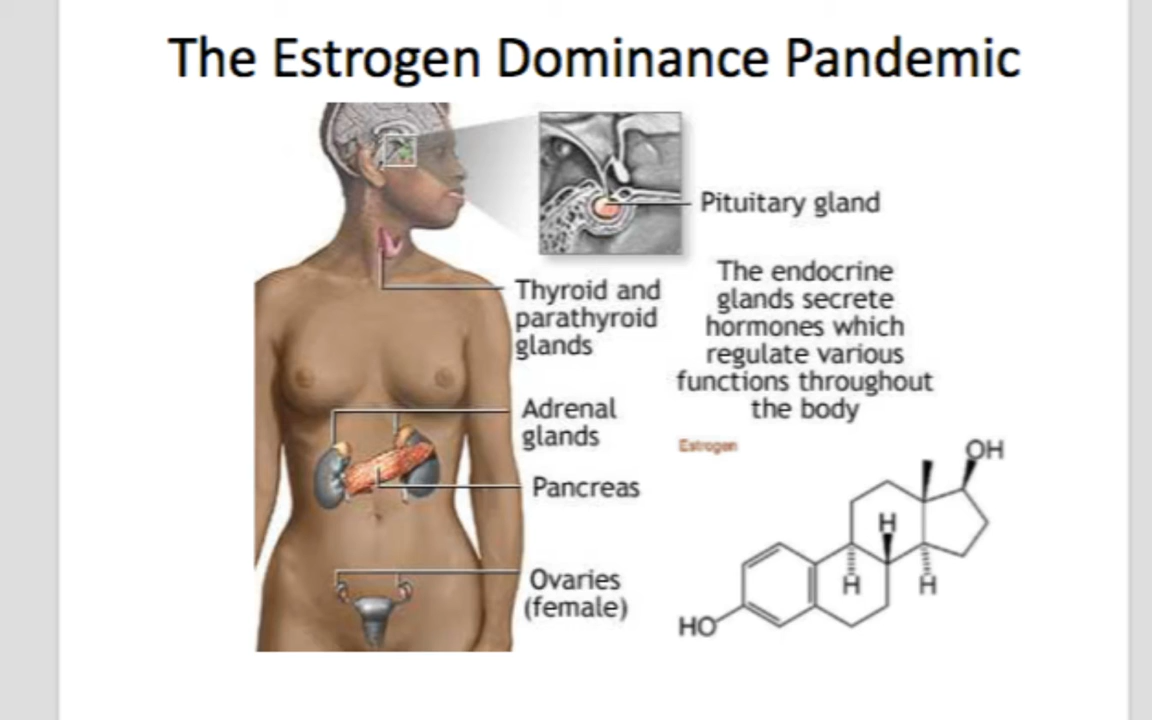 The Estrogen Dominance Pandemic
Pituitary gland
The endocrine
glands secrete
hormones which
regulate various
functions throughout
the body
Thyroid and
parathyroid
glands
Adrenal
glands
Pancreas
Ovaries
(female)
Estrogen
OH
H
H
H
HO